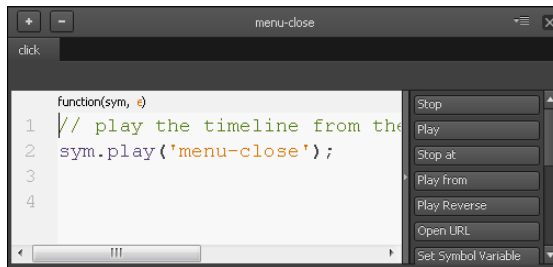 + - menu-close
click
function(sym, e)
1 // play the timeline from the
2 sym.play('menu-close');
3
4
Stop
Play
Stop at
Play from
Play Reverse
Open URL
Set Symbol Variable